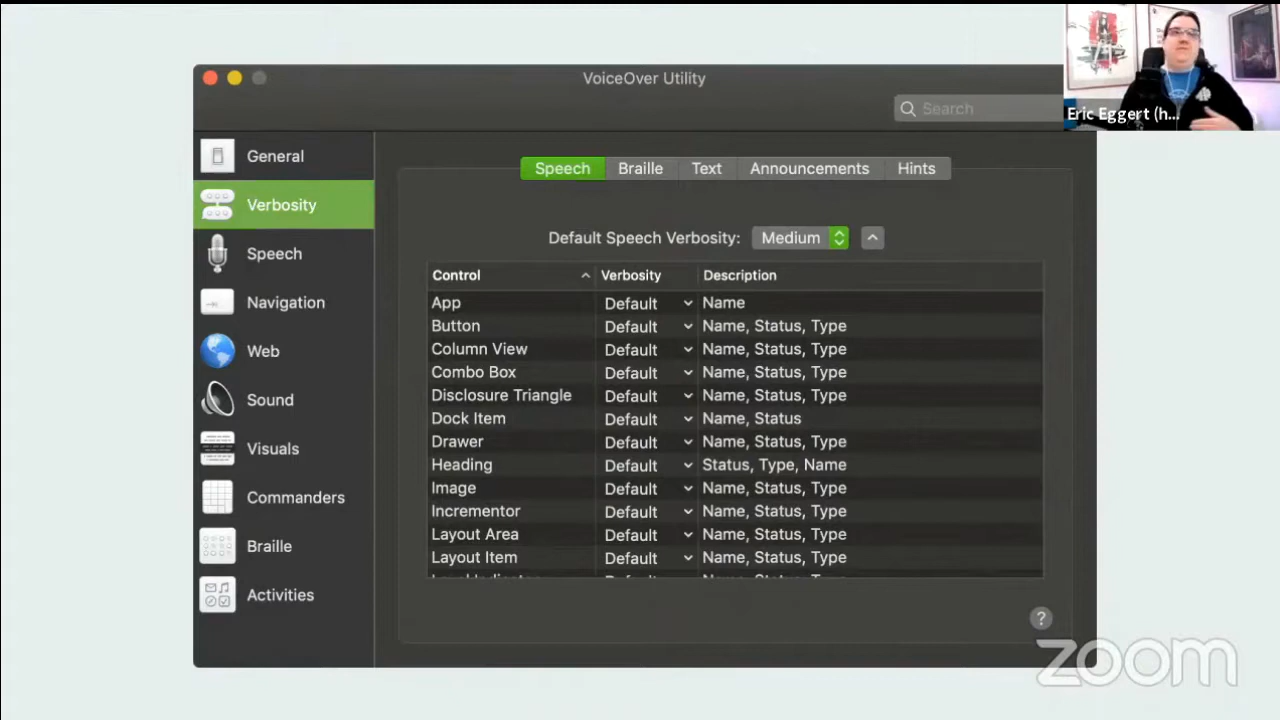 VoiceOver Utility
Search
Eric Eggert (h...
General
Verbosity
Speech
Navigation
Web
Sound
Visuals
Commanders
Braille
Activities
Speech Braille Text Announcements Hints
Default Speech Verbosity: Medium
Control Verbosity Description
App Default Name
Button Default Name, Status, Type
Column View Default Name, Status, Type
Combo Box Default Name, Status, Type
Disclosure Triangle Default Name, Status, Type
Dock Item Default Name, Status
Drawer Default Name, Status, Type
Heading Default Status, Type, Name
Image Default Name, Status, Type
Incrementor Default Name, Status, Type
Layout Area Default Name, Status, Type
Layout Item Default Name, Status, Type
?
zoom